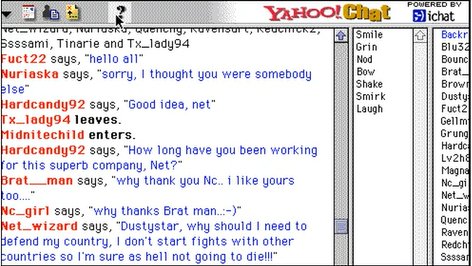 YAHOO! Chat
POWERED BY
ichat
Net_wizard, Nuriaska, Quenchy, Ravensart, Redchick2,
Ssssami, Tinarie and Tx_lady94
Fuct22 says, "hello all"
Nuriaska says, "sorry, I thought you were somebody
else"
Hardcandy92 says, "Good idea, net"
Tx_lady94 leaves.
Midnitechild enters.
Hardcandy92 says, "How long have you been working
for this superb company, Net?"
Brat__man says, "why thank you Nc.. i like yours
too...."
Nc_girl says, "why thanks Brat man..:-)"
Net_wizard says, "Dustystar, why should I need to
defend my country, I don't start fights with other
countries so I'm sure as hell not going to die!!!"
Smile
Grin
Nod
Bow
Shake
Smirk
Laugh
Backr
Blu32
Bounc
Brat_
Dusty
Fuct2
Gellm
Hardc
Lv2h8
Magna
Nc_gi
Net_w
Nuria
Quenc
Raven
Redch
Ssssa